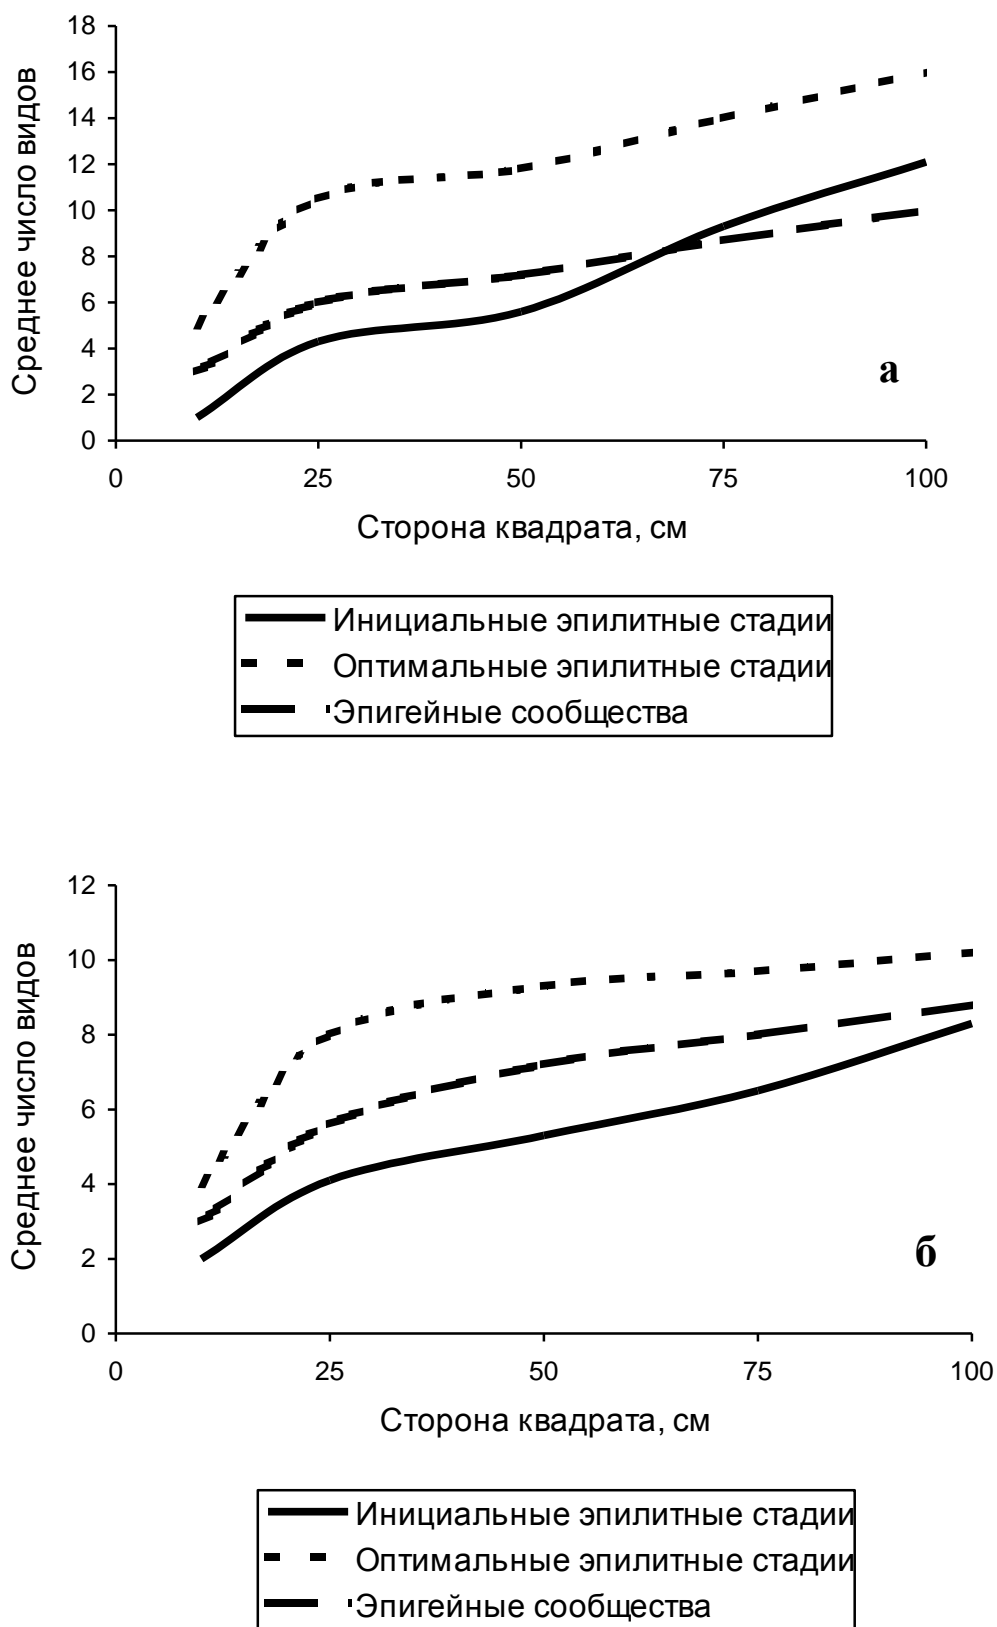 18
16
14
12
10
8
6
4
2
0
Среднее число видов
а
0 25 50 75 100
Сторона квадрата, см
Инициальные эпилитные стадии
Оптимальные эпилитные стадии
Эпигейные сообщества
12
10
8
6
4
2
0
Среднее число видов
б
0 25 50 75 100
Сторона квадрата, см
Инициальные эпилитные стадии
Оптимальные эпилитные стадии
Эпигейные сообщества